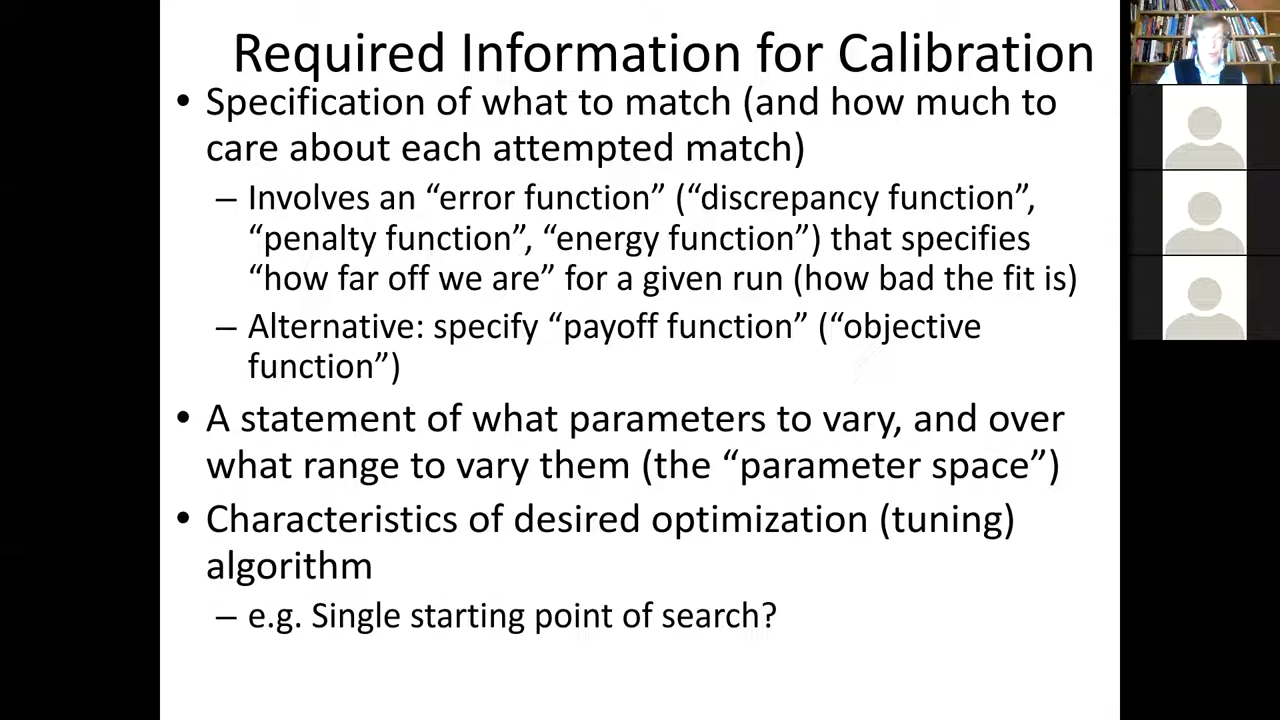 Required Information for Calibration
• Specification of what to match (and how much to
care about each attempted match)
– Involves an “error function” (“discrepancy function”,
“penalty function”, “energy function”) that specifies
“how far off we are” for a given run (how bad the fit is)
– Alternative: specify “payoff function” (“objective
function”)
• A statement of what parameters to vary, and over
what range to vary them (the “parameter space”)
• Characteristics of desired optimization (tuning)
algorithm
– e.g. Single starting point of search?